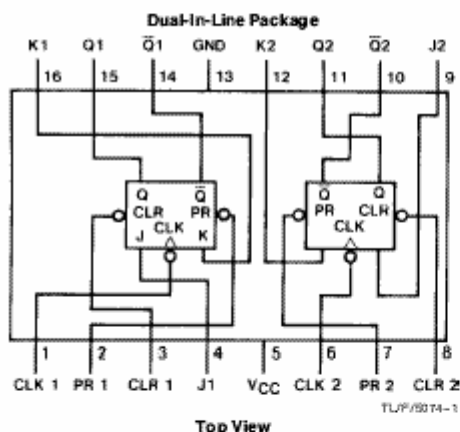 Dual-In-Line Package
K1 Q1 Q̅1 GND K2 Q2 Q̅2 J2
16 15 14 13 12 11 10 9
Q Q̅ Q̅ Q
CLR PR PR CLR
CLK CLK
J K
1 2 3 4 5 6 7 8
CLK 1 PR 1 CLR 1 J1 VCC CLK 2 PR 2 CLR 2
TL/F/5074-1
Top View